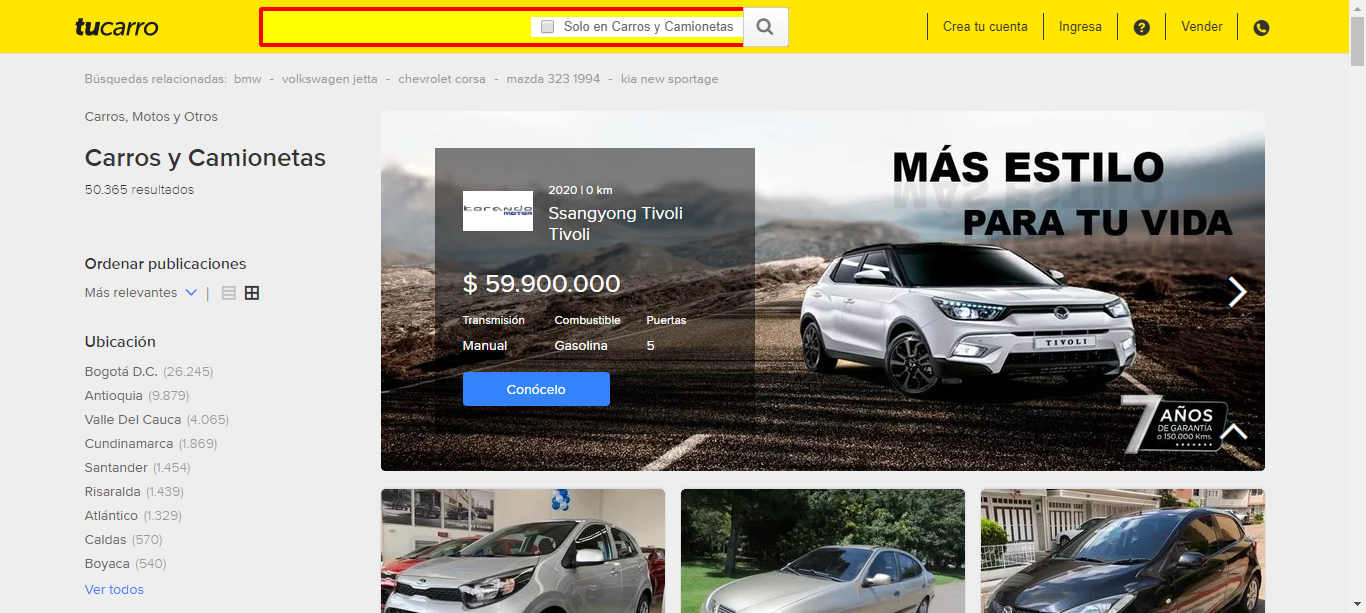 tucarro
Solo en Carros y Camionetas
Crea tu cuenta
Ingresa
?
Vender
Búsquedas relacionadas: bmw - volkswagen jetta - chevrolet corsa - mazda 323 1994 - kia new sportage
Carros, Motos y Otros
Carros y Camionetas
50.365 resultados
Ordenar publicaciones
Más relevantes |
Ubicación
Bogotá D.C. (26.245)
Antioquia (9.879)
Valle Del Cauca (4.065)
Cundinamarca (1.869)
Santander (1.454)
Risaralda (1.439)
Atlántico (1.329)
Caldas (570)
Boyaca (540)
Ver todos
MÁS ESTILO
PARA TU VIDA
2020 | 0 km
Ssangyong Tivoli
Tivoli
$ 59.900.000
Transmisión Combustible Puertas
Manual Gasolina 5
Conócelo
TIVOLI
7 AÑOS
DE GARANTÍA
o 150.000 Kms.